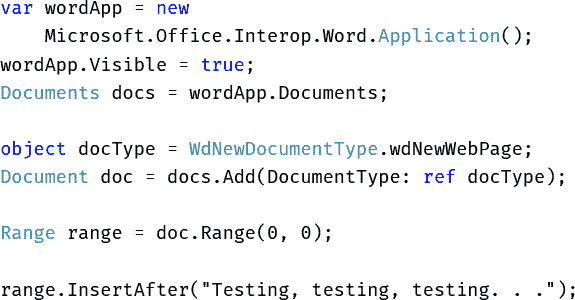 var wordApp = new
    Microsoft.Office.Interop.Word.Application();
wordApp.Visible = true;
Documents docs = wordApp.Documents;

object docType = WdNewDocumentType.wdNewWebPage;
Document doc = docs.Add(DocumentType: ref docType);

Range range = doc.Range(0, 0);

range.InsertAfter("Testing, testing, testing. . .");